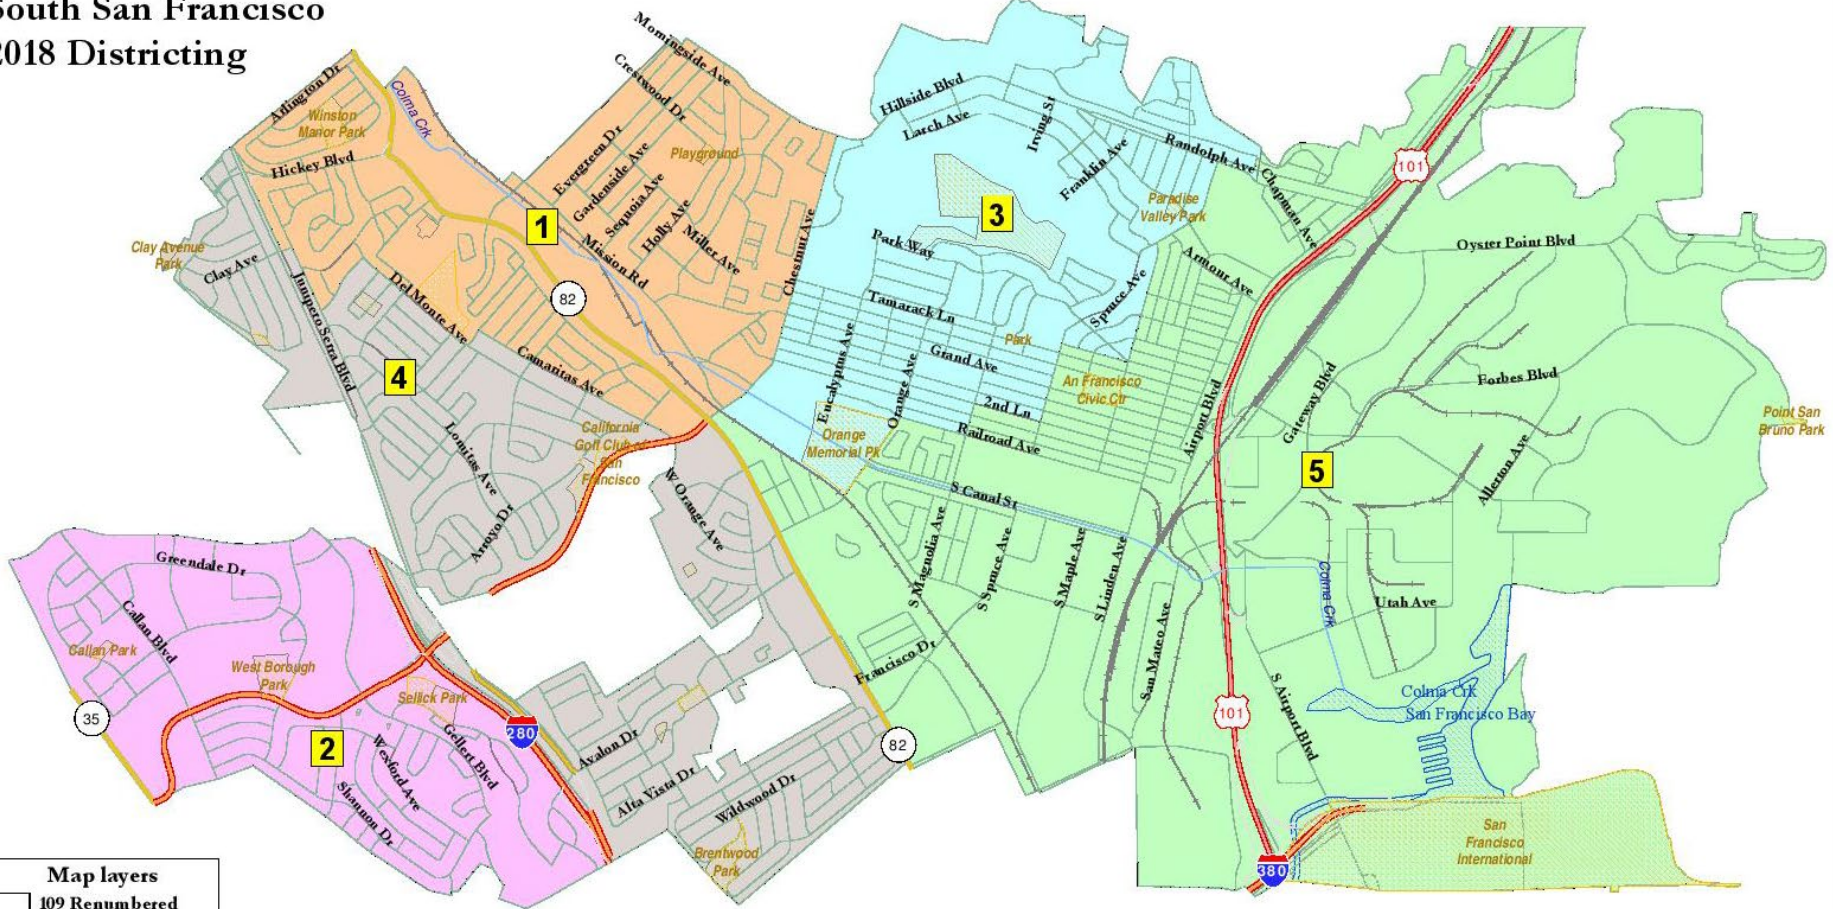 South San Francisco
2018 Districting
Arlington Dr
Winston
Manor Park
Hickey Blvd
Colma Crk
Morningside Ave
Crestwood Dr
Playground
Evergreen Dr
Gardenside Ave
Sequoia Ave
Holly Ave
Miller Ave
Mission Rd
Chestnut Ave
1
82
Clay Avenue
Park
Clay Ave
Junipero Serra Blvd
Del Monte Ave
Camaritas Ave
4
California
Golf Club of
San
Francisco
Lomitas Ave
Arroyo Dr
W Orange Ave
Hillside Blvd
Larch Ave
Irving St
Franklin Ave
Randolph Ave
Chapman Ave
3
Paradise
Valley Park
Park Way
Armour Ave
Spruce Ave
Tamarack Ln
Park
Grand Ave
Eucalyptus Ave
Orange Ave
2nd Ln
An Francisco
Civic Ctr
Orange
Memorial Pk
Railroad Ave
Airport Blvd
S Canal St
101
Oyster Point Blvd
Gateway Blvd
Forbes Blvd
Point San
Bruno Park
5
Allerton Ave
S Magnolia Ave
S Spruce Ave
S Maple Ave
S Linden Ave
San Mateo Ave
Francisco Dr
Colma Crk
Utah Ave
S Airport Blvd
101
Colma Crk
San Francisco Bay
San
Francisco
International
380
82
Greendale Dr
Callan Blvd
Callan Park
West Borough
Park
Sellick Park
35
2
280
Gellert Blvd
Wexford Ave
Shannon Dr
Avalon Dr
Alta Vista Dr
Wildwood Dr
Brentwood
Park
Map layers
109 Renumbered